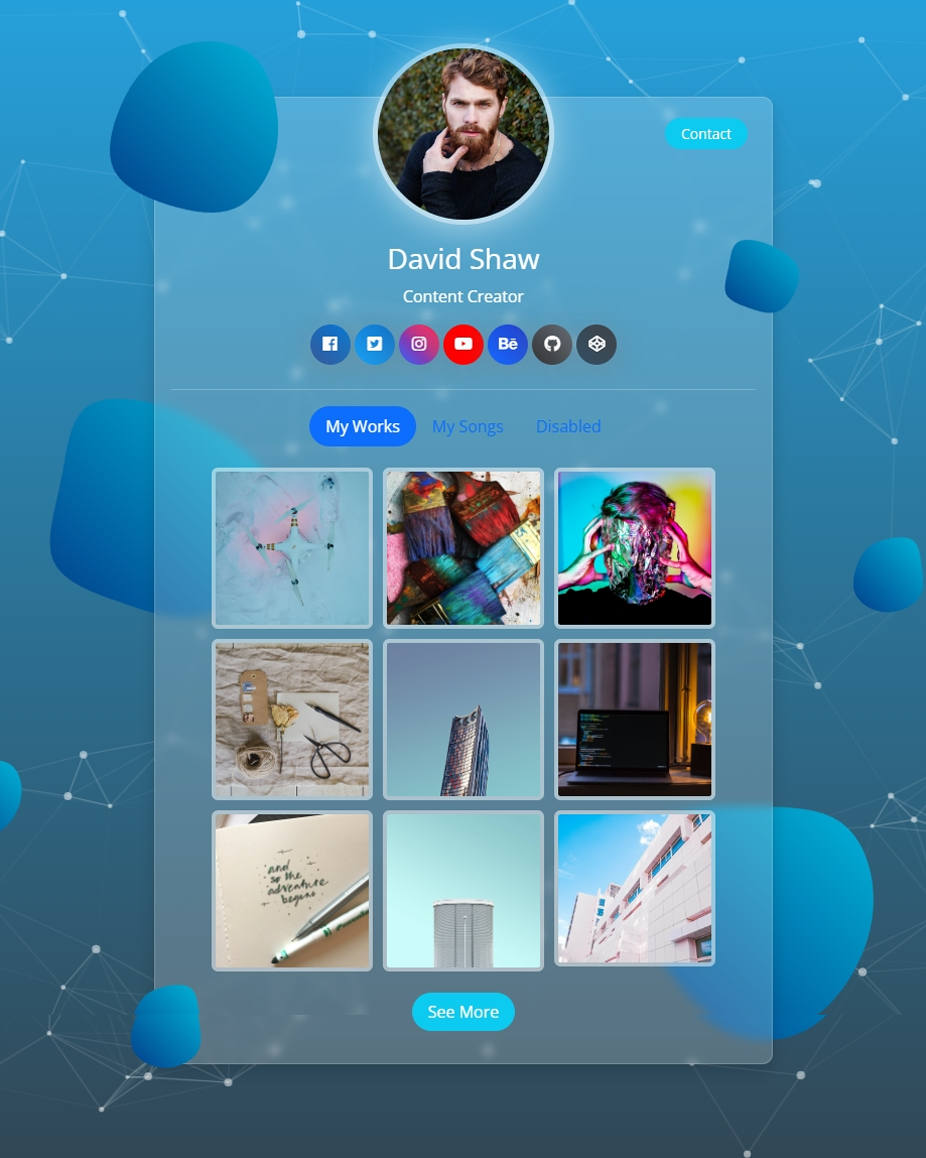 Contact
David Shaw
Content Creator
Bē
My Works
My Songs
Disabled
and
so the
adventure
begins
See More